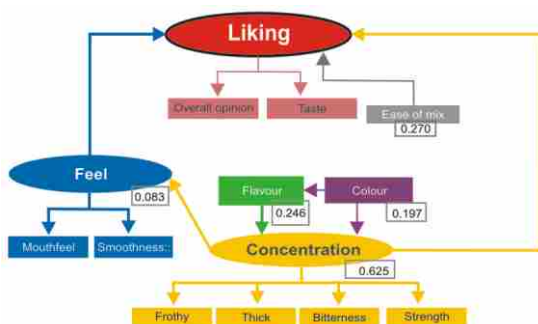 Liking
Overall opinion
Taste
Ease of mix
0.270
Feel
0.083
Flavour
Colour
0.246
0.197
Mouthfeel
Smoothness::
Concentration
0.625
Frothy
Thick
Bitterness
Strength